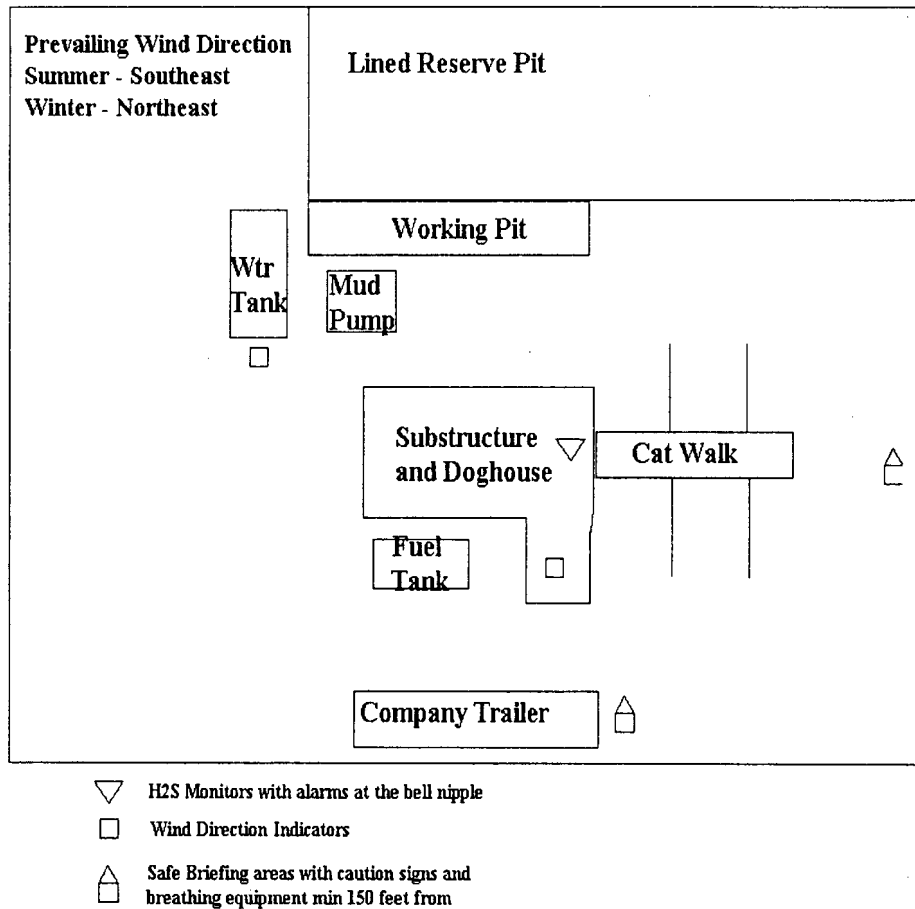 Prevailing Wind Direction
Summer - Southeast
Winter - Northeast
Lined Reserve Pit
Working Pit
Wtr
Tank
Mud
Pump
Substructure
and Doghouse
Cat Walk
Fuel
Tank
Company Trailer
H2S Monitors with alarms at the bell nipple
Wind Direction Indicators
Safe Briefing areas with caution signs and
breathing equipment min 150 feet from